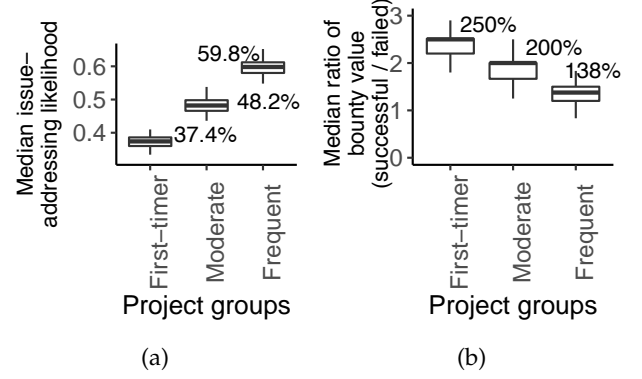 Median issue−
addressing likelihood
0.6
0.5
0.4
59.8%
48.2%
37.4%
First−timer
Moderate
Frequent
Project groups
(a)
Median ratio of
bounty value
(successful / failed)
3
2
1
0
250%
200%
138%
First−timer
Moderate
Frequent
Project groups
(b)